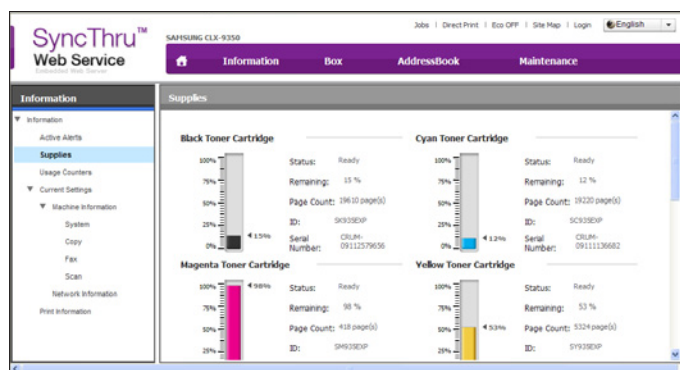 Jobs | Direct Print | Eco OFF | Site Map | Login English
SyncThru™
Web Service
Embedded Web Server
SAMSUNG CLX-9350
Information Box AddressBook Maintenance
Information
Information
Active Alerts
Supplies
Usage Counters
Current Settings
Machine Information
System
Copy
Fax
Scan
Network Information
Print Information
Supplies
Black Toner Cartridge
100%
75%
50%
25%
0%
15%
Status: Ready
Remaining: 15 %
Page Count: 19610 page(s)
ID: SK935EXP
Serial Number: CRUM-09112579656
Cyan Toner Cartridge
100%
75%
50%
25%
0%
12%
Status: Ready
Remaining: 12 %
Page Count: 19220 page(s)
ID: SC935EXP
Serial Number: CRUM-09111136682
Magenta Toner Cartridge
100%
75%
50%
25%
98%
Status: Ready
Remaining: 98 %
Page Count: 418 page(s)
ID: SM935EXP
Yellow Toner Cartridge
100%
75%
50%
25%
53%
Status: Ready
Remaining: 53 %
Page Count: 5324 page(s)
ID: SY935EXP